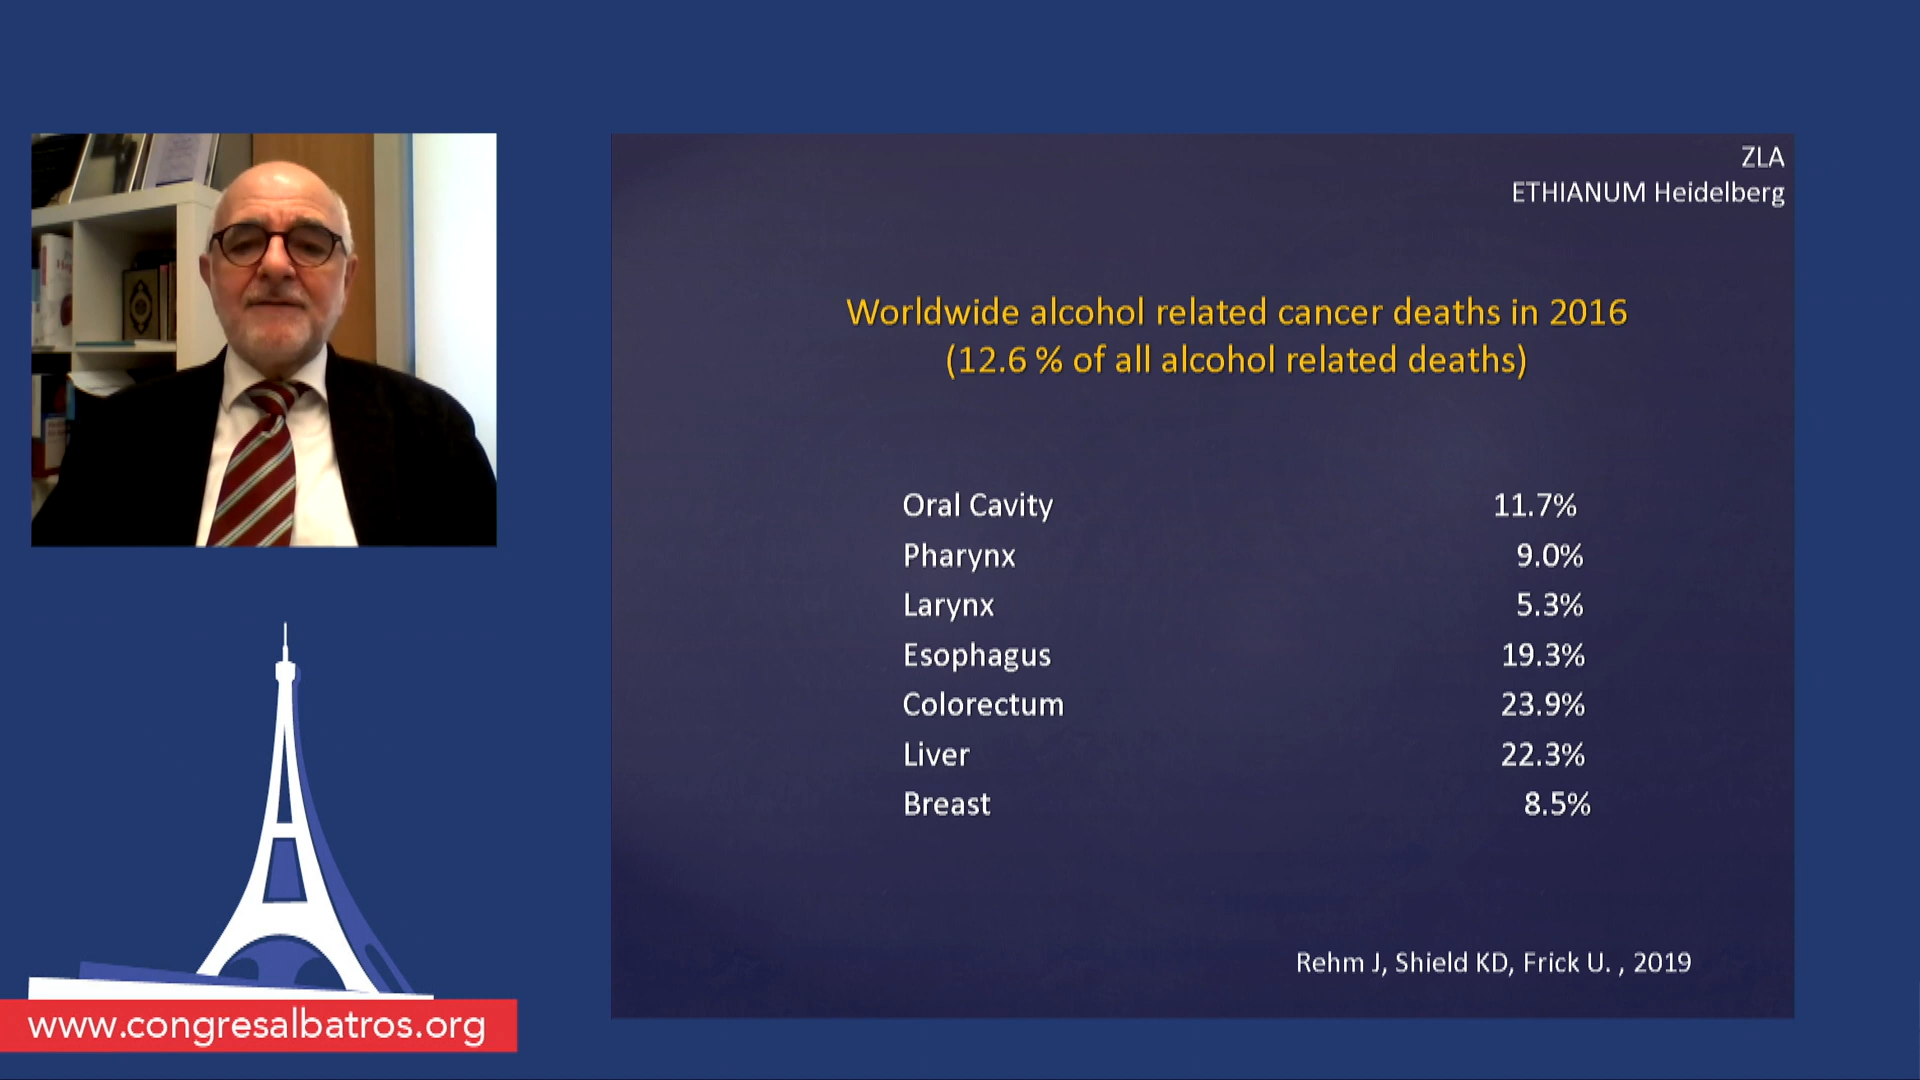 ZLA
ETHIANUM Heidelberg
Worldwide alcohol related cancer deaths in 2016
(12.6 % of all alcohol related deaths)
Oral Cavity 11.7%
Pharynx 9.0%
Larynx 5.3%
Esophagus 19.3%
Colorectum 23.9%
Liver 22.3%
Breast 8.5%
Rehm J, Shield KD, Frick U. , 2019
www.congresalbatros.org